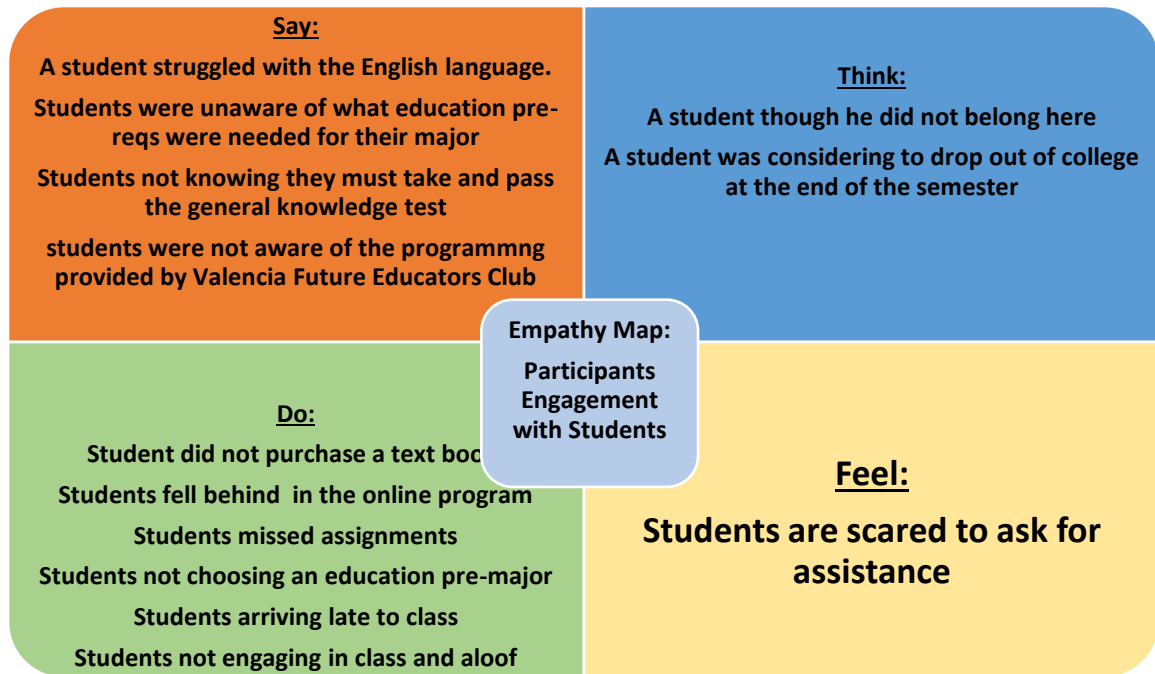 Say:
A student struggled with the English language.
Students were unaware of what education pre-
reqs were needed for their major
Students not knowing they must take and pass
the general knowledge test
students were not aware of the programmng
provided by Valencia Future Educators Club
Think:
A student though he did not belong here
A student was considering to drop out of college
at the end of the semester
Empathy Map:
Participants
Engagement
with Students
Do:
Student did not purchase a text boo
Students fell behind in the online program
Students missed assignments
Students not choosing an education pre-major
Students arriving late to class
Students not engaging in class and aloof
Feel:
Students are scared to ask for
assistance